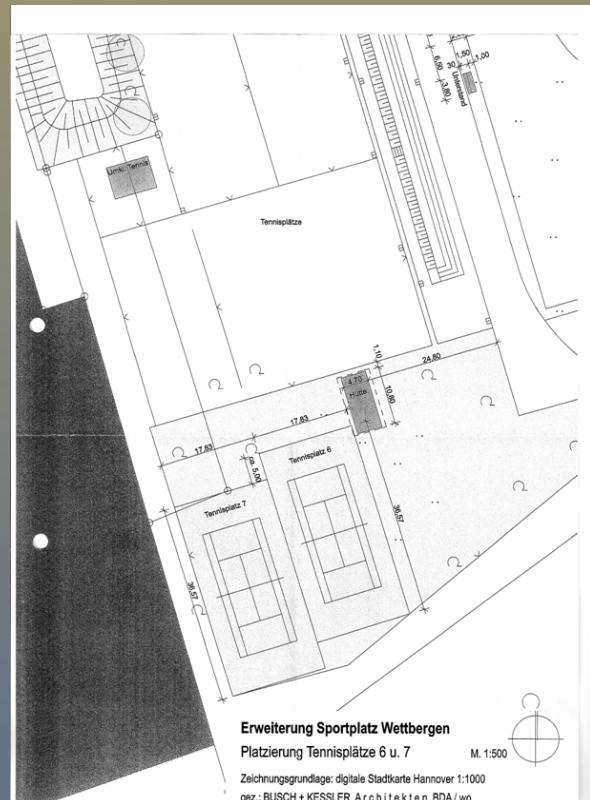 1,50
1,00
30
6,50
3,80
Unterstand
Umkl. Tennis
Tennisplätze
1,10
24,80
4,70
Hütte
10,80
17,83
17,83
ca. 5,00
Tennisplatz 6
Tennisplatz 7
36,57
36,57
Erweiterung Sportplatz Wettbergen
Platzierung Tennisplätze 6 u. 7
M. 1:500
Zeichnungsgrundlage: digitale Stadtkarte Hannover 1:1000
gez.: BUSCH + KESSLER Architekten BDA / wo